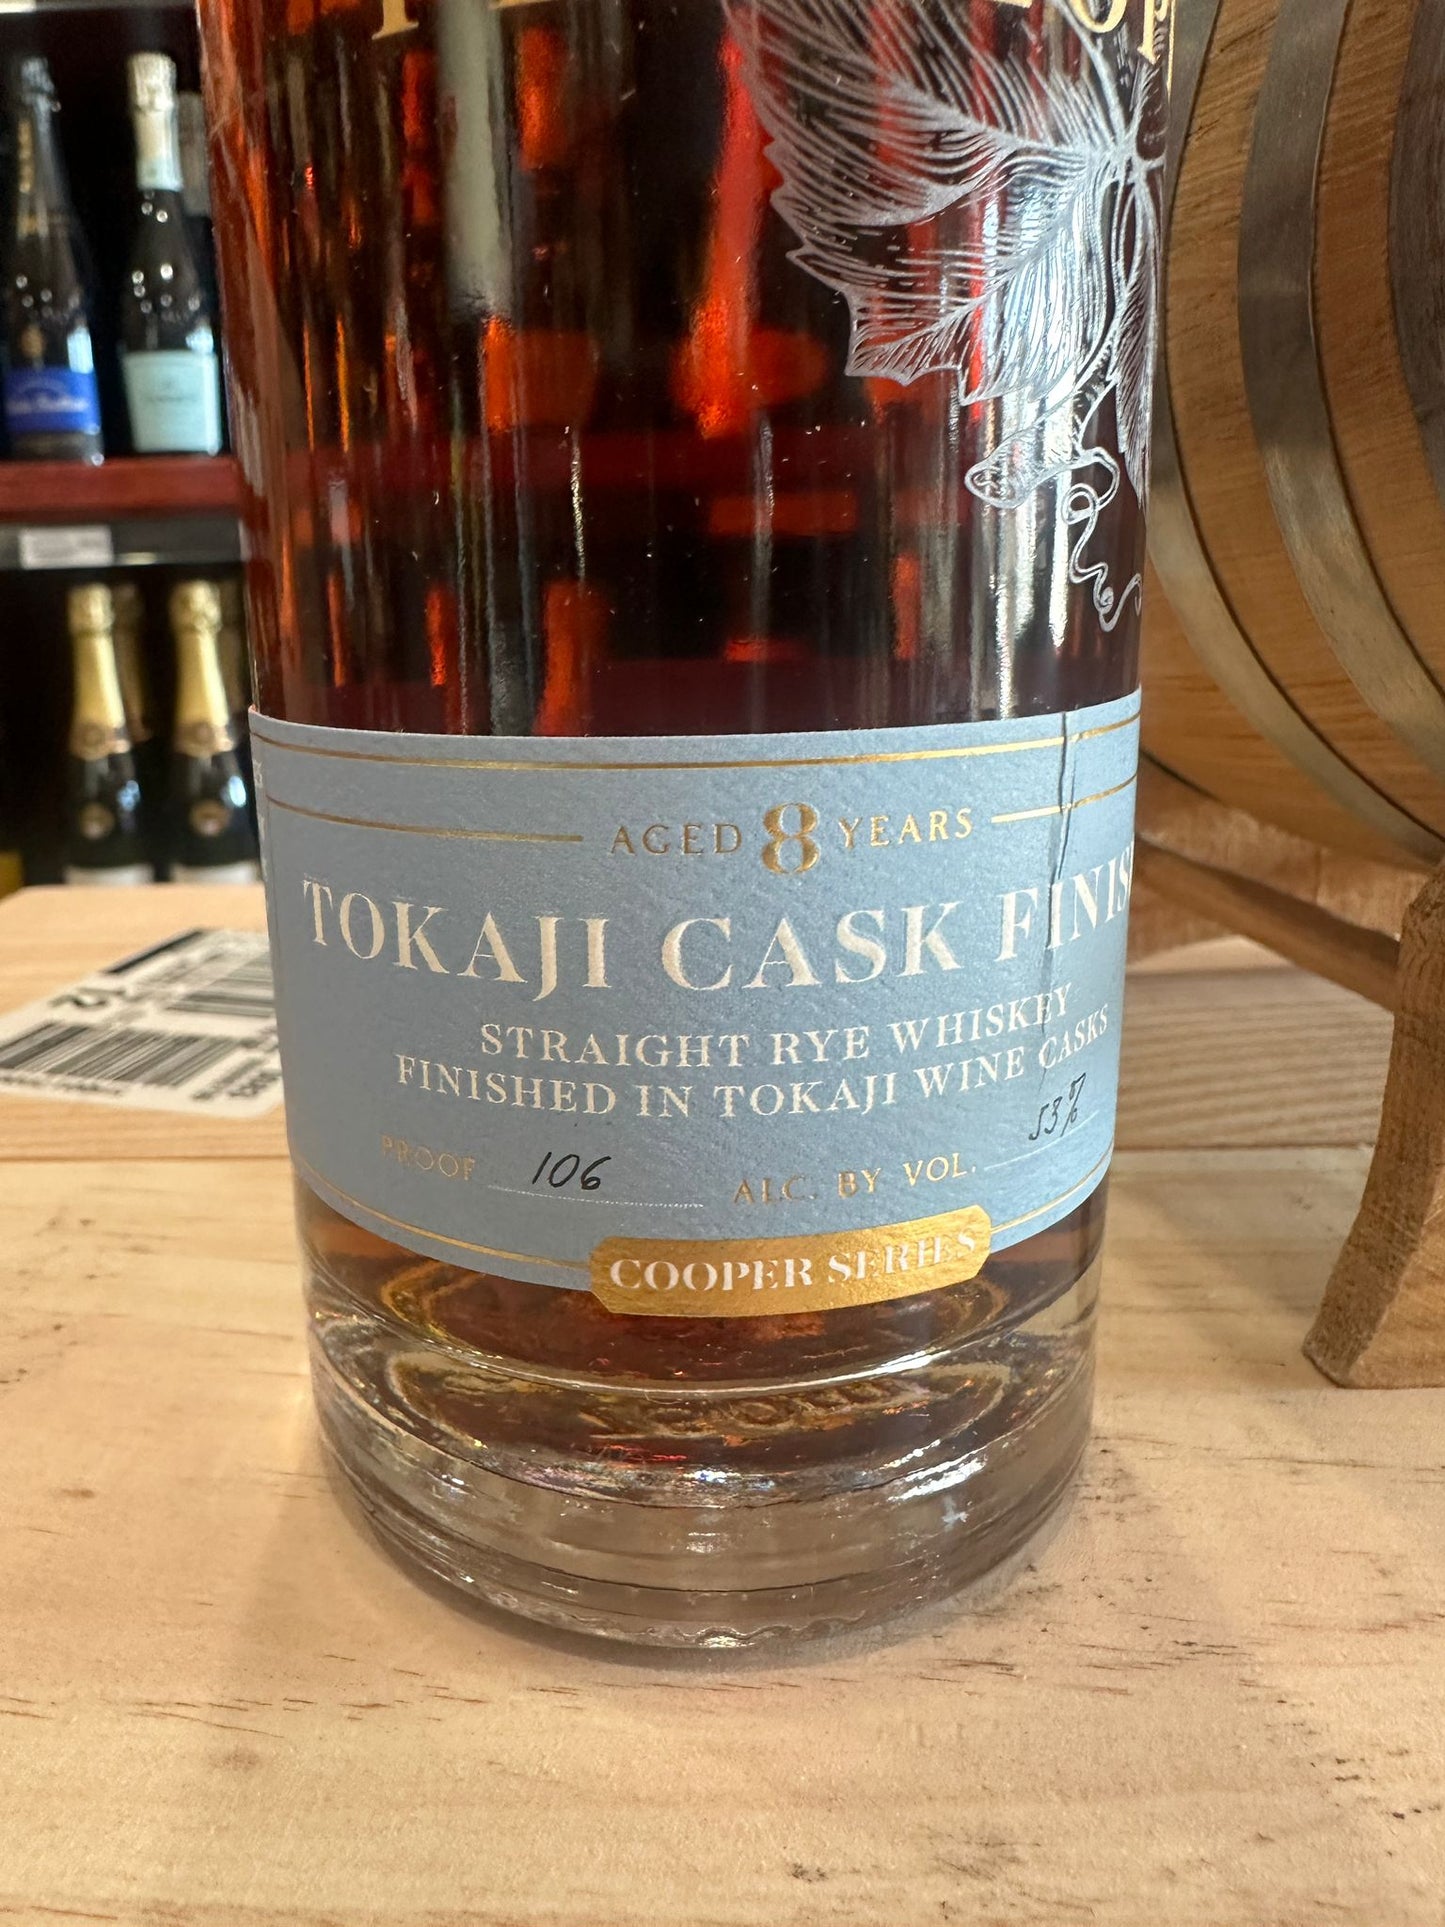 AGED 8 YEARS
TOKAJI CASK FINIS
STRAIGHT RYE WHISKEY
FINISHED IN TOKAJI WINE CASKS
PROOF 106 ALC. BY VOL. 53%
COOPER SERIES